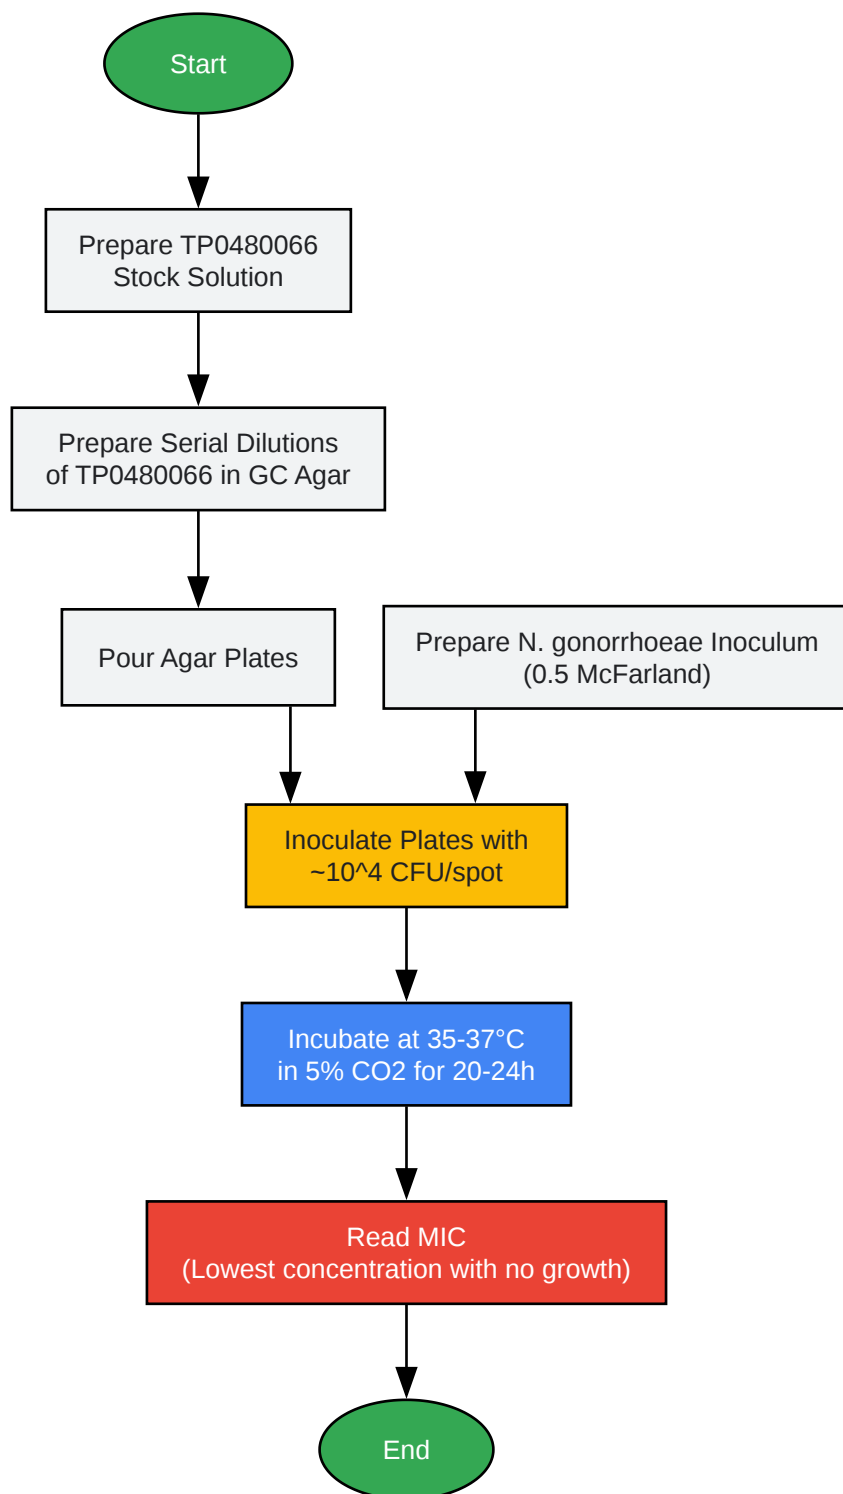 Start
Prepare TP0480066
Stock Solution
Prepare Serial Dilutions
of TP0480066 in GC Agar
Pour Agar Plates
Prepare N. gonorrhoeae Inoculum
(0.5 McFarland)
Inoculate Plates with
~10^4 CFU/spot
Incubate at 35-37°C
in 5% CO2 for 20-24h
Read MIC
(Lowest concentration with no growth)
End